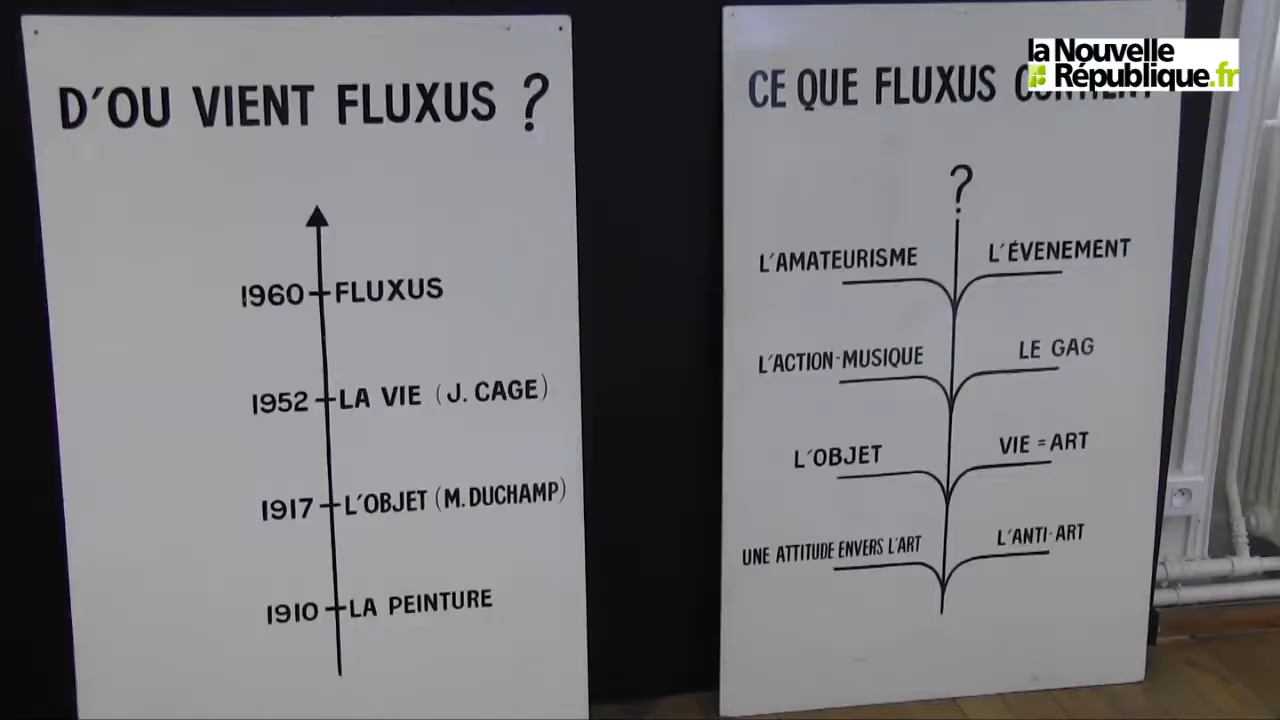 D'OU VIENT FLUXUS ?
1960 FLUXUS
1952 LA VIE (J. CAGE)
1917 L'OBJET (M. DUCHAMP)
1910 LA PEINTURE
la Nouvelle
République.fr
CE QUE FLUXUS
?
L'AMATEURISME L'ÉVENEMENT
L'ACTION-MUSIQUE LE GAG
L'OBJET VIE = ART
UNE ATTITUDE ENVERS L'ART L'ANTI-ART